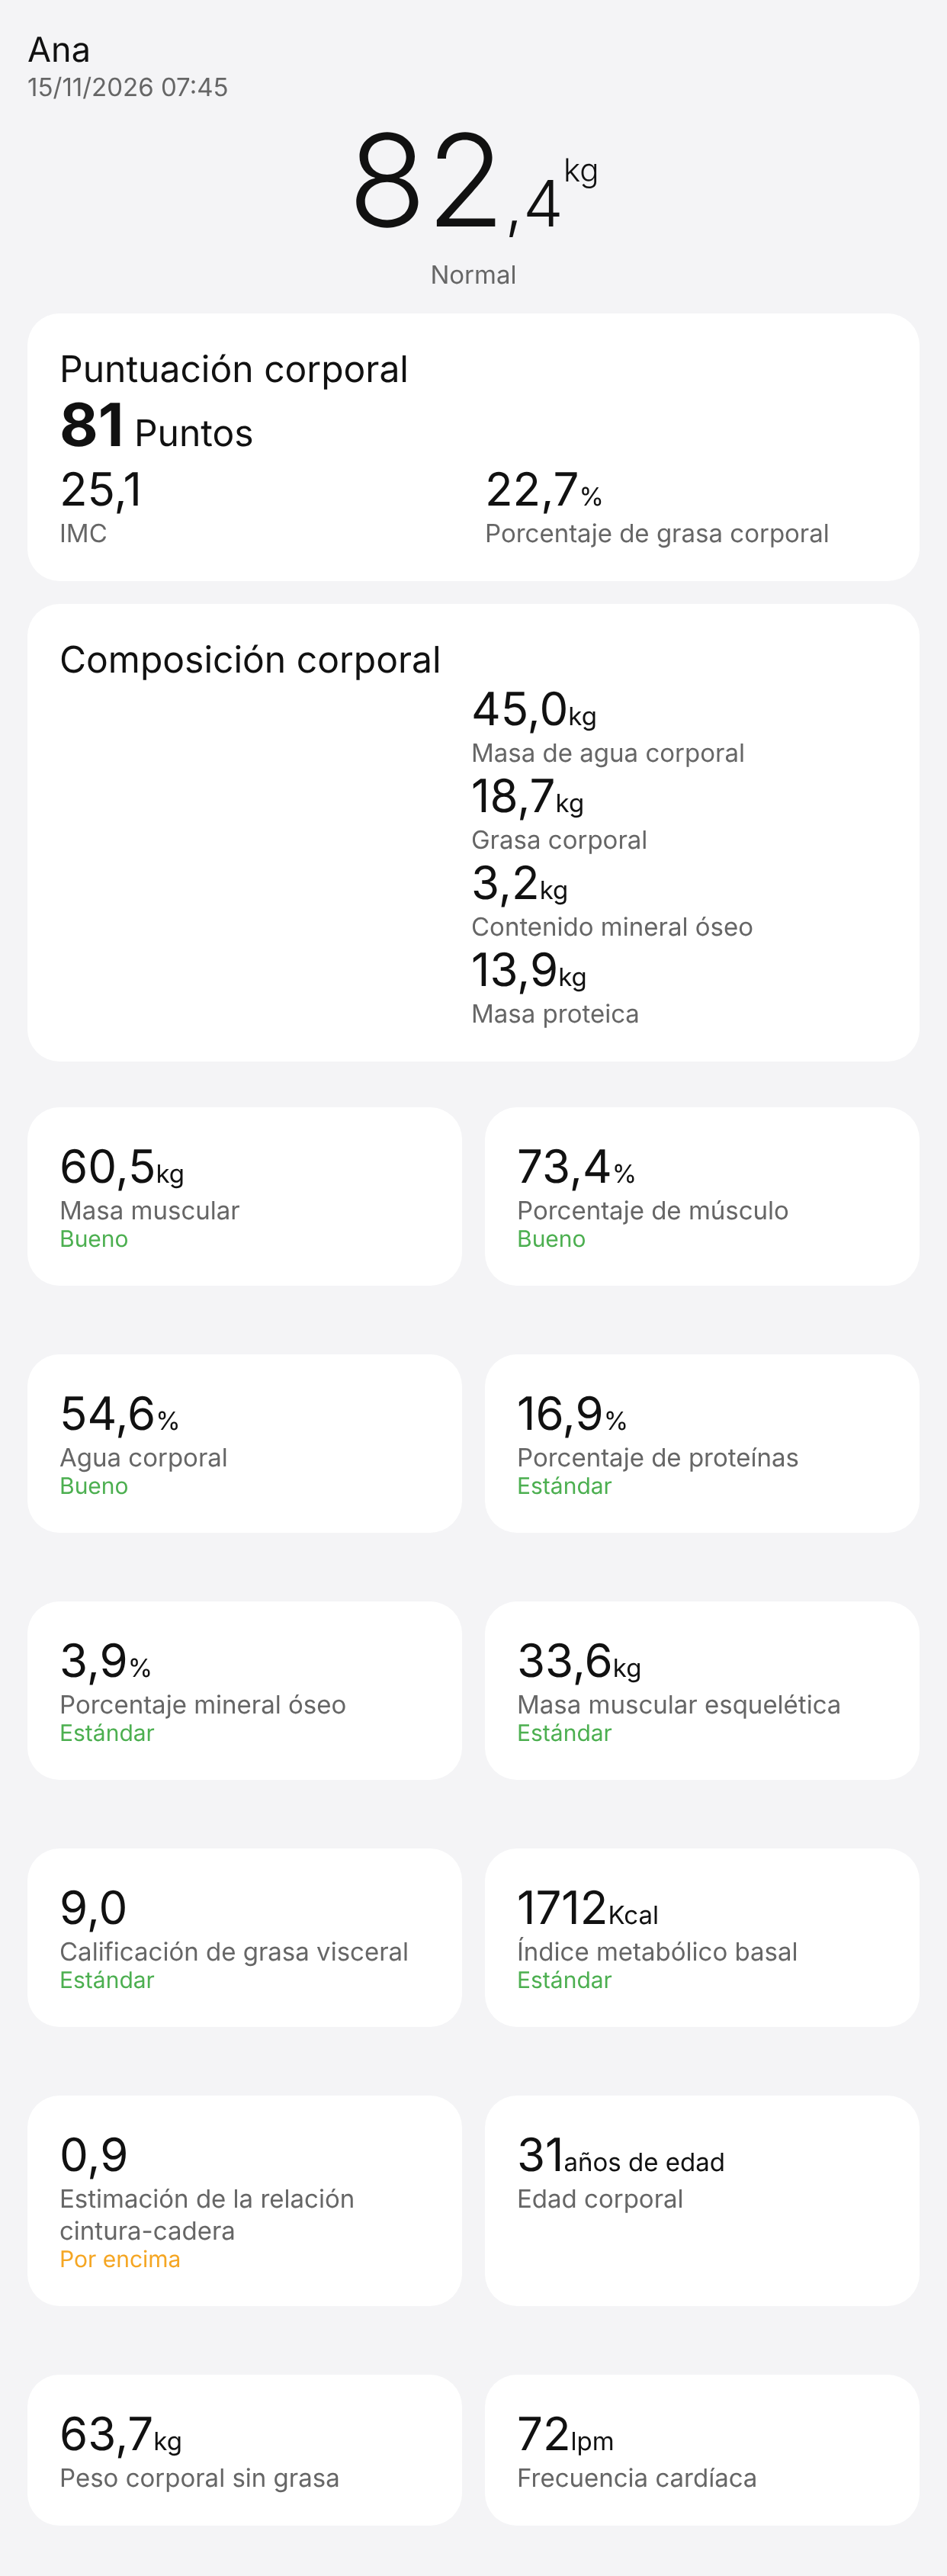 Ana
15/11/2026 07:45
82,4kg
Normal
Puntuación corporal
81 Puntos
25,1
IMC
22,7%
Porcentaje de grasa corporal
Composición corporal
45,0kg
Masa de agua corporal
18,7kg
Grasa corporal
3,2kg
Contenido mineral óseo
13,9kg
Masa proteica
60,5kg
Masa muscular
Bueno
73,4%
Porcentaje de músculo
Bueno
54,6%
Agua corporal
Bueno
16,9%
Porcentaje de proteínas
Estándar
3,9%
Porcentaje mineral óseo
Estándar
33,6kg
Masa muscular esquelética
Estándar
9,0
Calificación de grasa visceral
Estándar
1712Kcal
Índice metabólico basal
Estándar
0,9
Estimación de la relación
cintura-cadera
Por encima
31años de edad
Edad corporal
63,7kg
Peso corporal sin grasa
72lpm
Frecuencia cardíaca